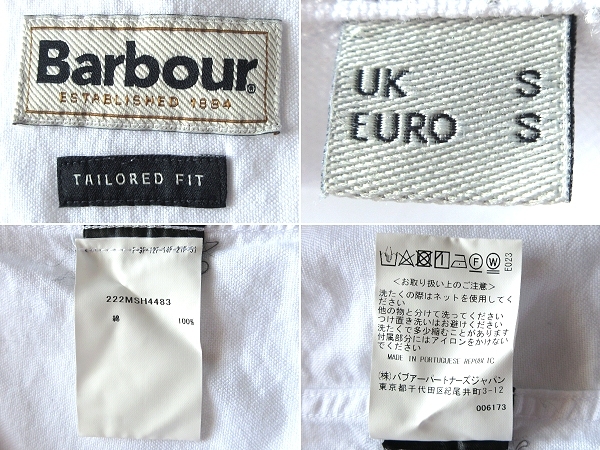 Barbour®
ESTABLISHED 1894
TAILORED FIT
UK S
EURO S
222MSH4483
綿 100%
E023
<お取り扱い上のご注意>
洗たくの際はネットを使用してくだ
さい
他の物と分けて洗ってください
つけ置き洗いはお避けください
洗たくで多少縮むことがあります
付属部分にはアイロンをかけない
でください
MADE IN PORTUGUESE REPUBLIC
(株)バブアーパートナーズジャパン
東京都千代田区紀尾井町3-12
006173